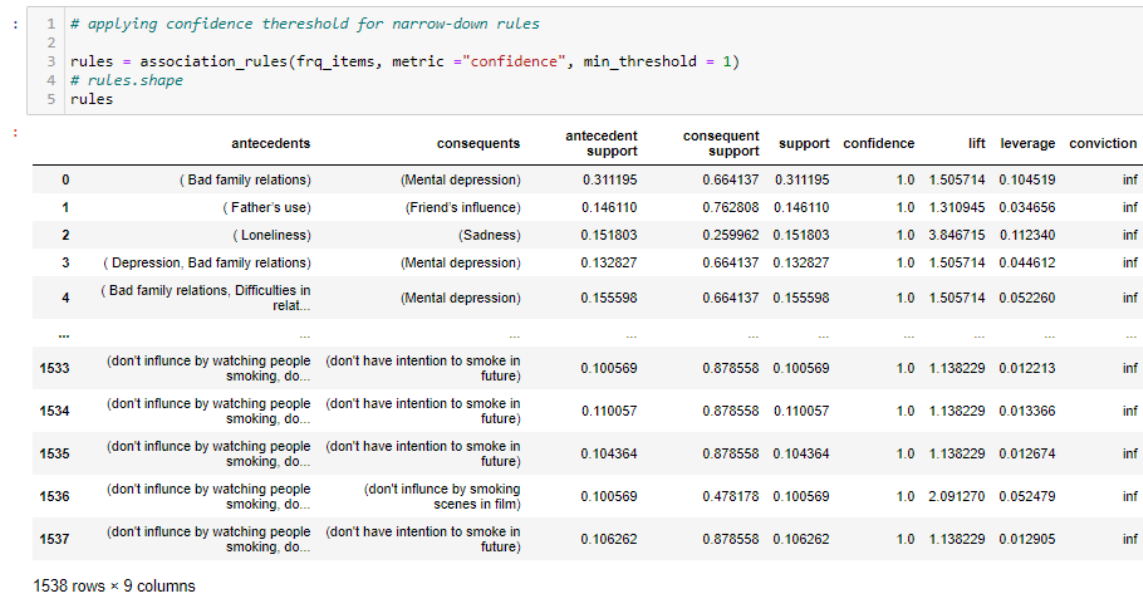 : 1 # applying confidence thereshold for narrow-down rules
2
3 rules = association_rules(frq_items, metric ="confidence", min_threshold = 1)
4 # rules.shape
5 rules
:
antecedents consequents antecedent support consequent support support confidence lift leverage conviction
0 ( Bad family relations) (Mental depression) 0.311195 0.664137 0.311195 1.0 1.505714 0.104519 inf
1 ( Father's use) (Friend's influence) 0.146110 0.762808 0.146110 1.0 1.310945 0.034656 inf
2 ( Loneliness) (Sadness) 0.151803 0.259962 0.151803 1.0 3.846715 0.112340 inf
3 ( Depression, Bad family relations) (Mental depression) 0.132827 0.664137 0.132827 1.0 1.505714 0.044612 inf
4 ( Bad family relations, Difficulties in relat... (Mental depression) 0.155598 0.664137 0.155598 1.0 1.505714 0.052260 inf
... ... ... ... ... ... ... ... ... ...
1533 (don't influnce by watching people smoking, do... (don't have intention to smoke in future) 0.100569 0.878558 0.100569 1.0 1.138229 0.012213 inf
1534 (don't influnce by watching people smoking, do... (don't have intention to smoke in future) 0.110057 0.878558 0.110057 1.0 1.138229 0.013366 inf
1535 (don't influnce by watching people smoking, do... (don't have intention to smoke in future) 0.104364 0.878558 0.104364 1.0 1.138229 0.012674 inf
1536 (don't influnce by watching people smoking, do... (don't influnce by smoking scenes in film) 0.100569 0.478178 0.100569 1.0 2.091270 0.052479 inf
1537 (don't influnce by watching people smoking, do... (don't have intention to smoke in future) 0.106262 0.878558 0.106262 1.0 1.138229 0.012905 inf
1538 rows × 9 columns